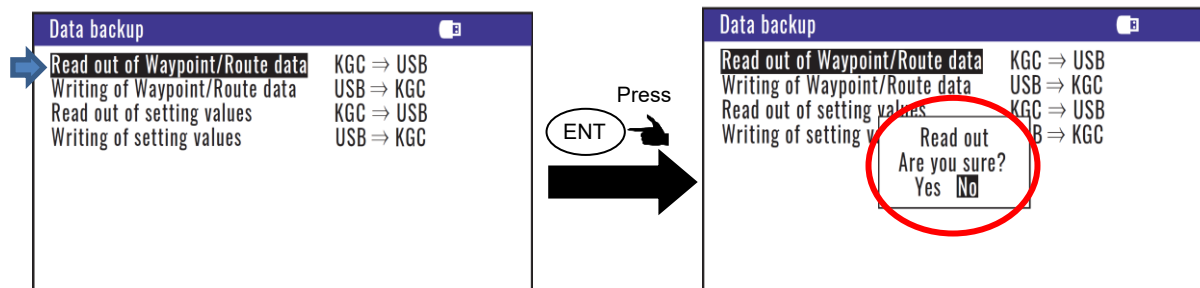 Data backup
Read out of Waypoint/Route data KGC ⇒ USB
Writing of Waypoint/Route data USB ⇒ KGC
Read out of setting values KGC ⇒ USB
Writing of setting values USB ⇒ KGC
Press
ENT
Data backup
Read out of Waypoint/Route data KGC ⇒ USB
Writing of Waypoint/Route data USB ⇒ KGC
Read out of setting values KGC ⇒ USB
Writing of setting v B ⇒ KGC
Read out
Are you sure?
Yes No